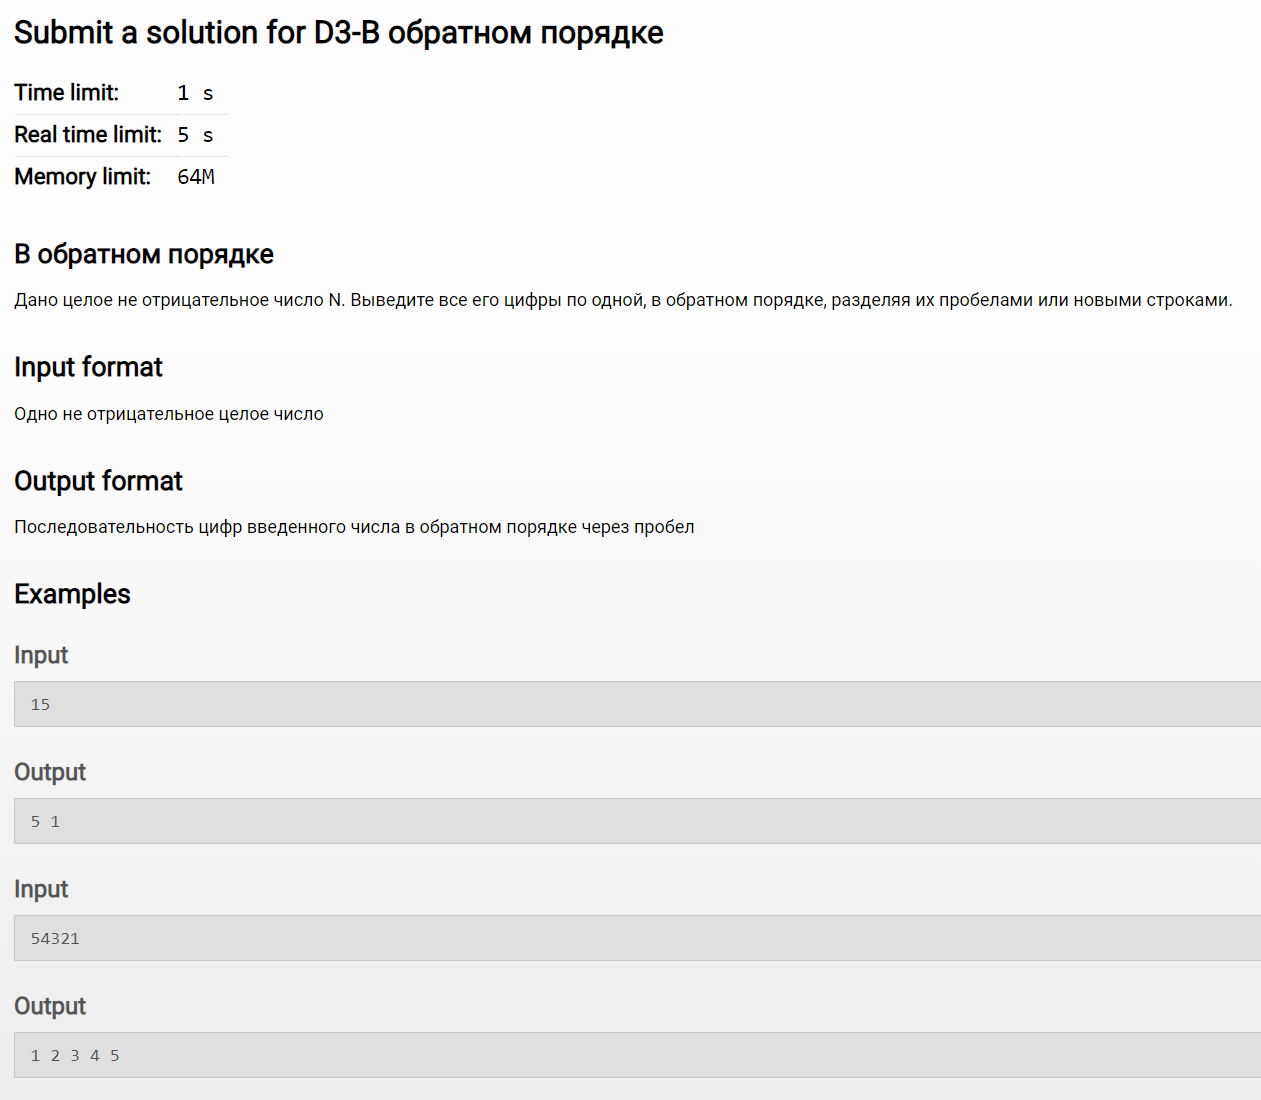 Submit a solution for D3-В обратном порядке
Time limit: 1 s
Real time limit: 5 s
Memory limit: 64M
В обратном порядке
Дано целое не отрицательное число N. Выведите все его цифры по одной, в обратном порядке, разделяя их пробелами или новыми строками.
Input format
Одно не отрицательное целое число
Output format
Последовательность цифр введенного числа в обратном порядке через пробел
Examples
Input
15
Output
5 1
Input
54321
Output
1 2 3 4 5